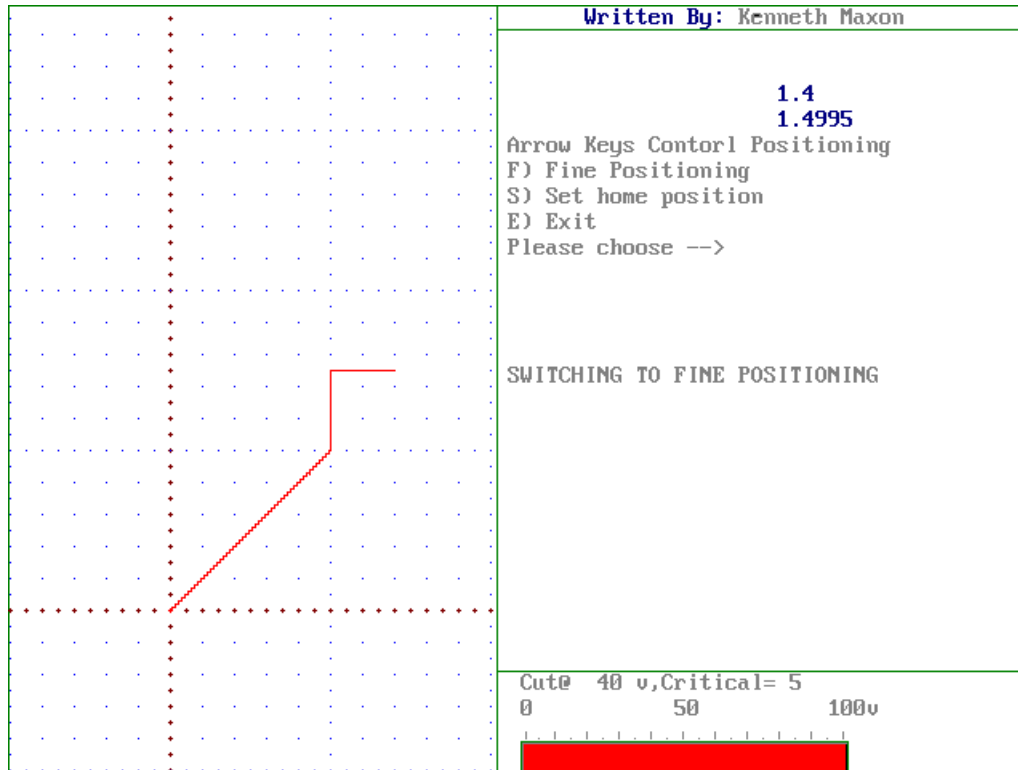 Written By: Kenneth Maxon
1.4
1.4995
Arrow Keys Contorl Positioning
F) Fine Positioning
S) Set home position
E) Exit
Please choose -->
SWITCHING TO FINE POSITIONING
Cut@  40 v,Critical= 5
0 50 100v